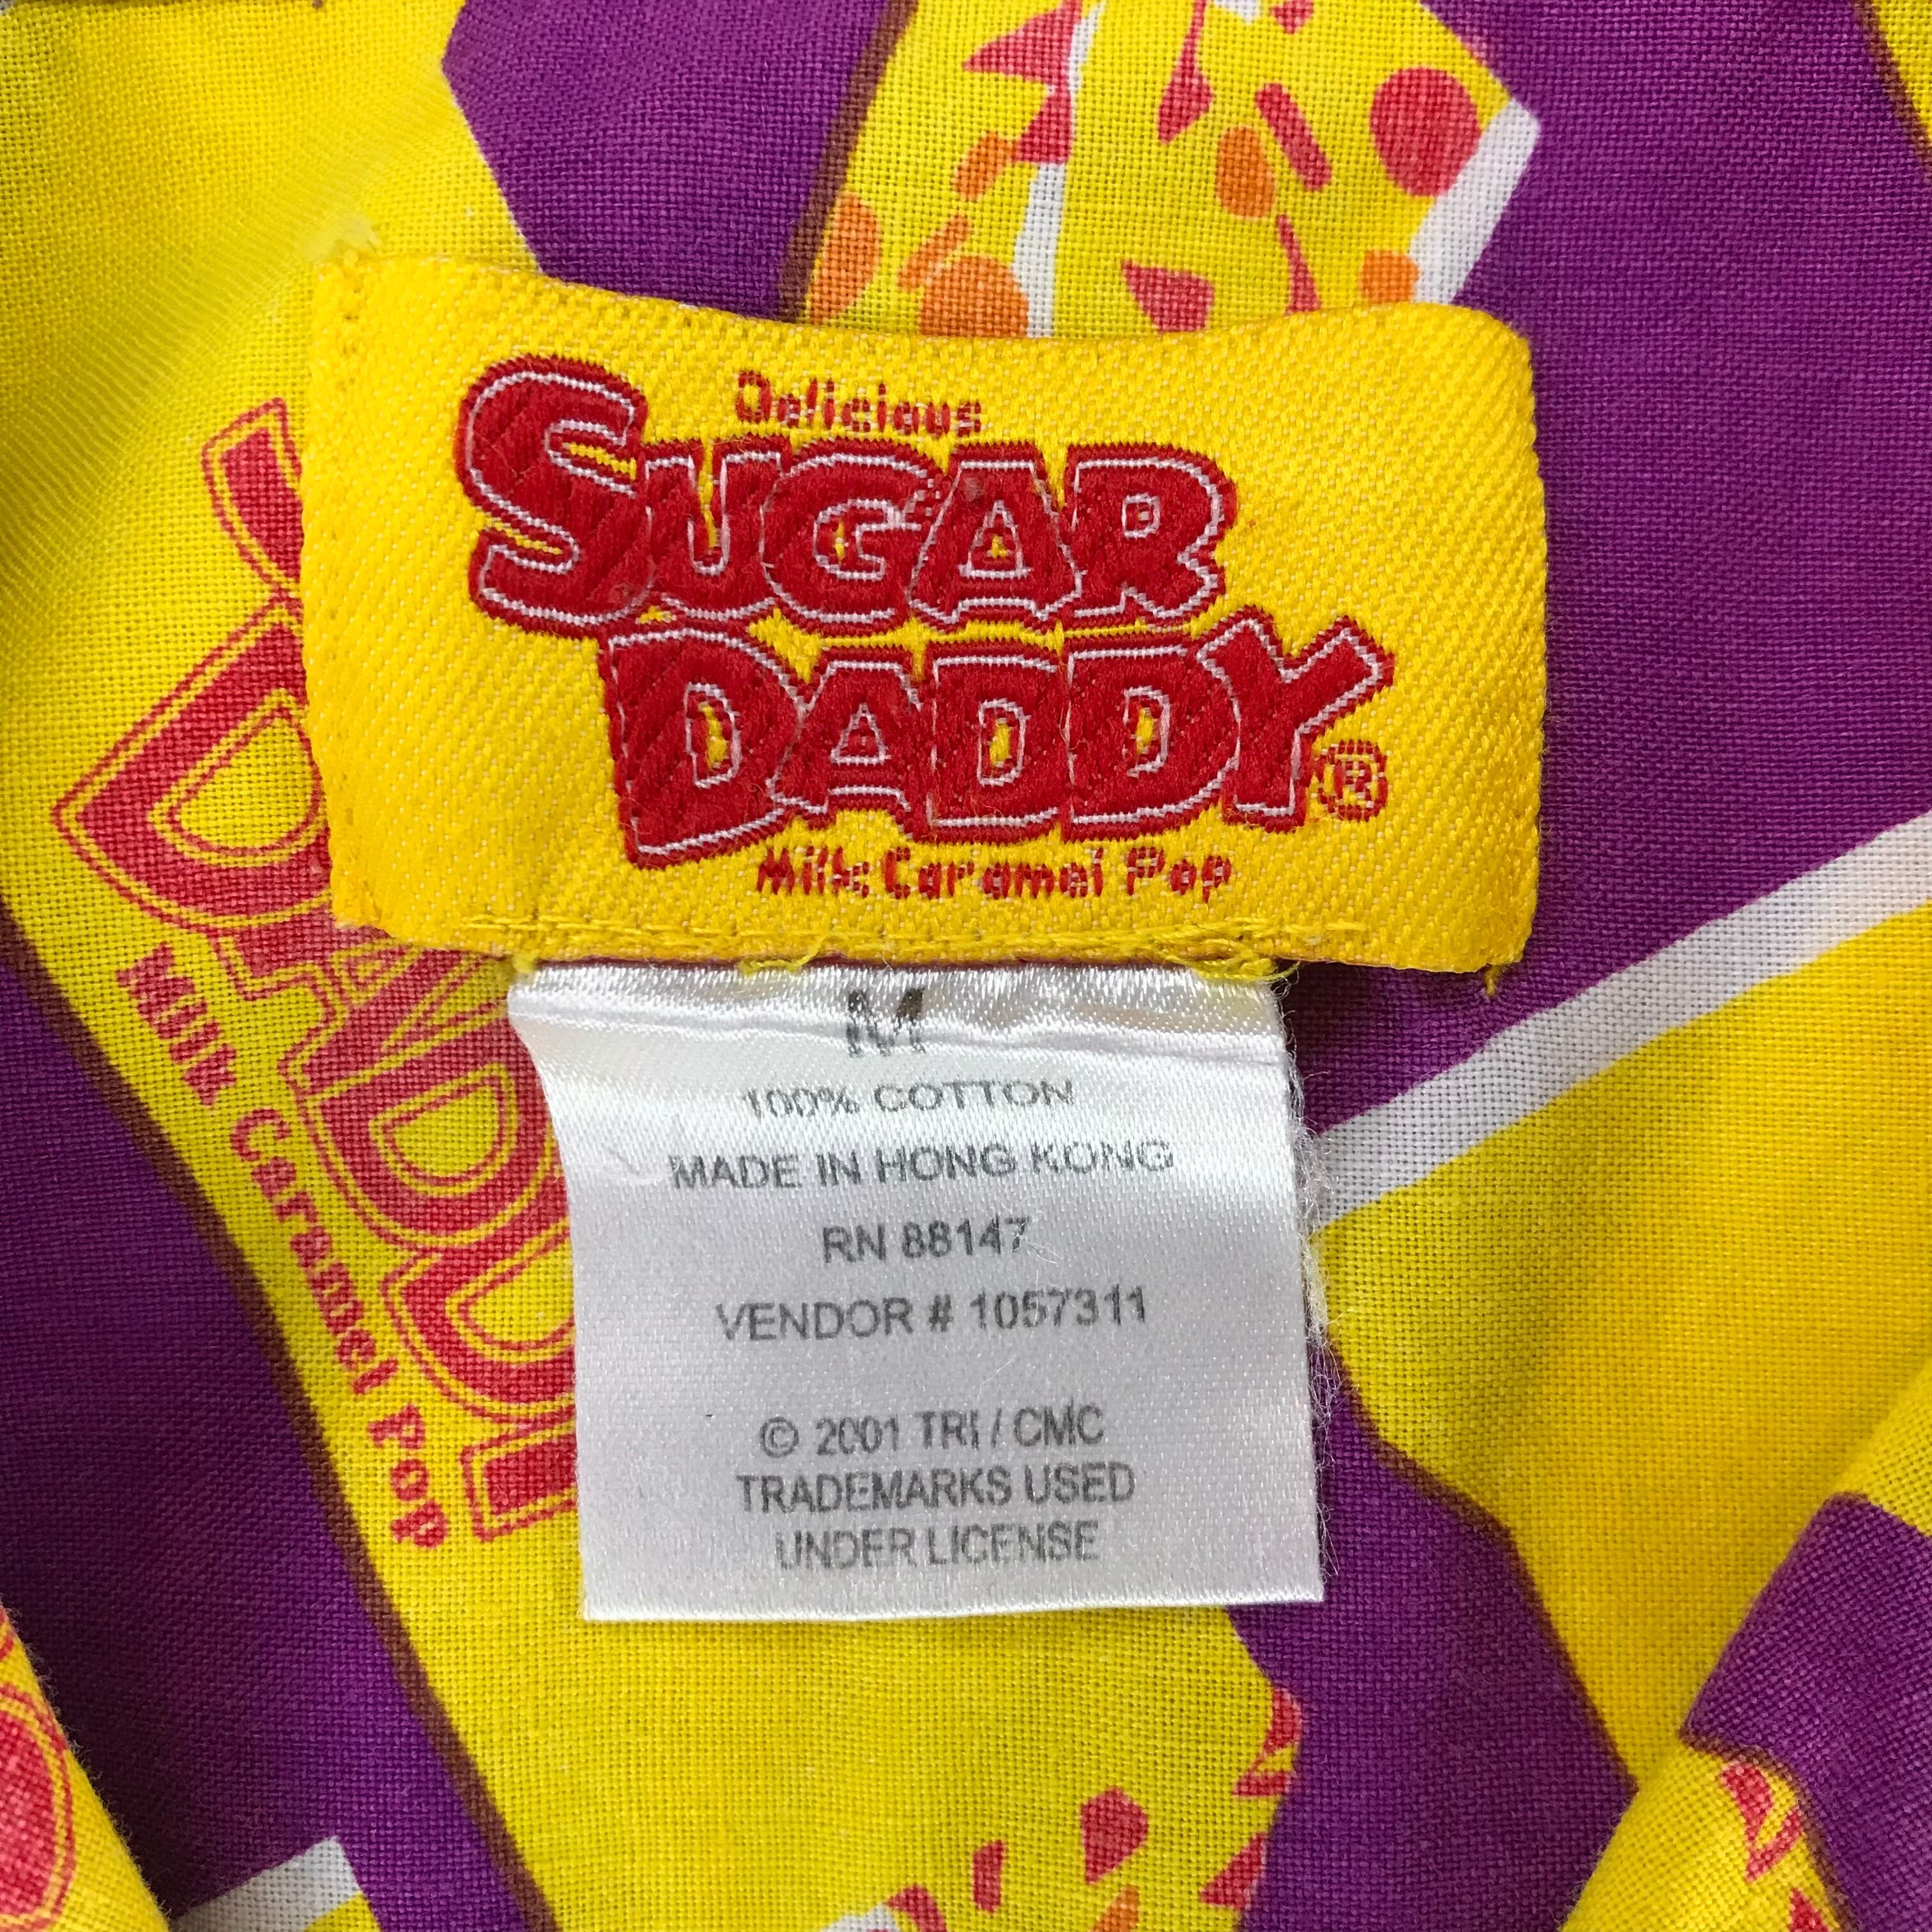 Delicious
SUGAR
DADDY®
Milk Caramel Pop
M
100% COTTON
MADE IN HONG KONG
RN 88147
VENDOR # 1057311
© 2001 TRI / CMC
TRADEMARKS USED
UNDER LICENSE
Milk Caramel Pop